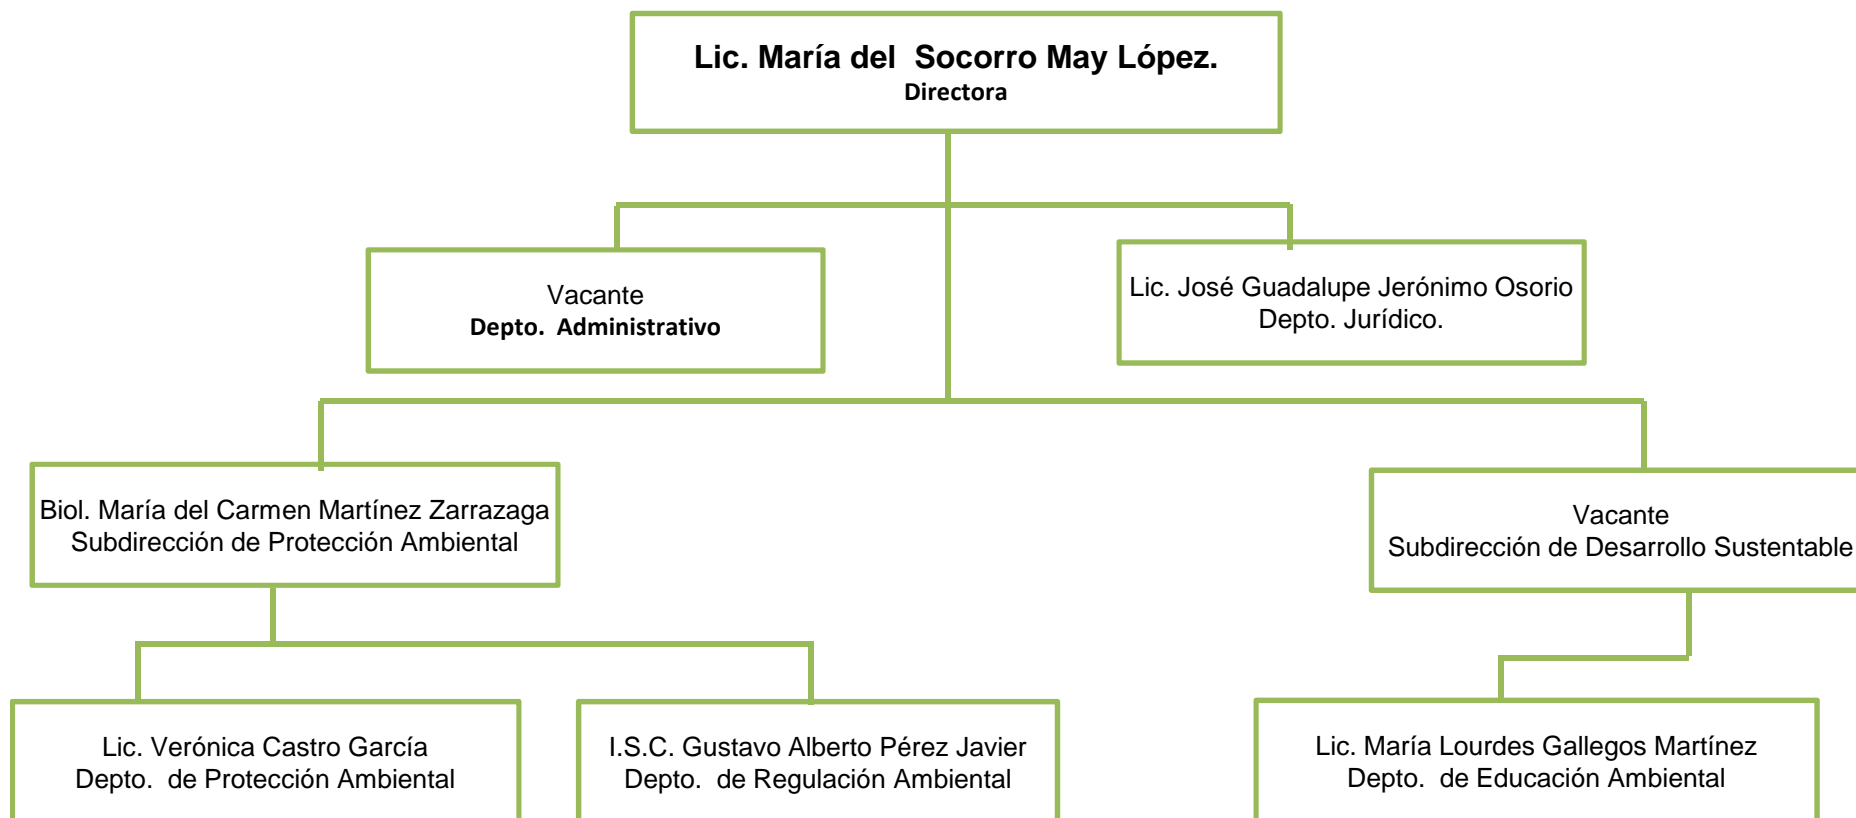 Lic. María del  Socorro May López.
Directora
Vacante
Depto.  Administrativo
Lic. José Guadalupe Jerónimo Osorio
Depto. Jurídico.
Biol. María del Carmen Martínez Zarrazaga
Subdirección de Protección Ambiental
Vacante
Subdirección de Desarrollo Sustentable
Lic. Verónica Castro García
Depto.  de Protección Ambiental
I.S.C. Gustavo Alberto Pérez Javier
Depto.  de Regulación Ambiental
Lic. María Lourdes Gallegos Martínez
Depto.  de Educación Ambiental